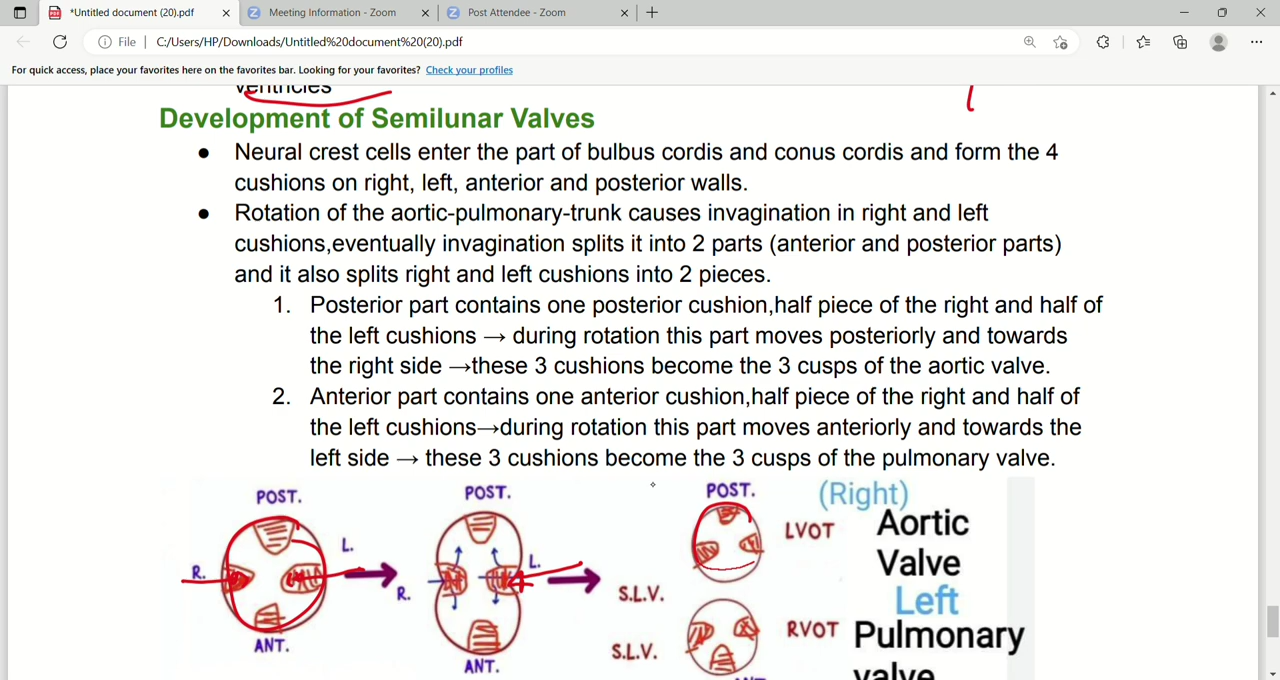 *Untitled document (20).pdf
Meeting Information - Zoom
Post Attendee - Zoom
File
C:/Users/HP/Downloads/Untitled%20document%20(20).pdf
For quick access, place your favorites here on the favorites bar. Looking for your favorites? Check your profiles
ventricles
Development of Semilunar Valves
● Neural crest cells enter the part of bulbus cordis and conus cordis and form the 4
cushions on right, left, anterior and posterior walls.
● Rotation of the aortic-pulmonary-trunk causes invagination in right and left
cushions,eventually invagination splits it into 2 parts (anterior and posterior parts)
and it also splits right and left cushions into 2 pieces.
1. Posterior part contains one posterior cushion,half piece of the right and half of
the left cushions → during rotation this part moves posteriorly and towards
the right side →these 3 cushions become the 3 cusps of the aortic valve.
2. Anterior part contains one anterior cushion,half piece of the right and half of
the left cushions→during rotation this part moves anteriorly and towards the
left side → these 3 cushions become the 3 cusps of the pulmonary valve.
POST.
R.
L.
ANT.
POST.
R.
L.
ANT.
POST.
(Right)
LVOT
Aortic
Valve
S.L.V.
Left
RVOT
Pulmonary
valve
S.L.V.
ANT.